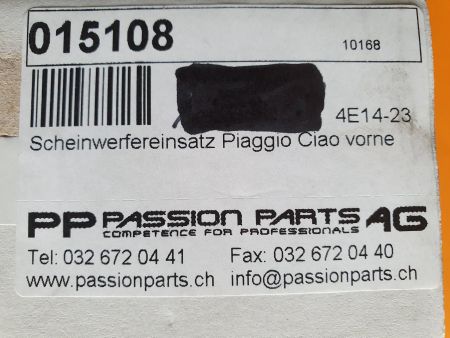 015108 10168
4E14-23
Scheinwerfereinsatz Piaggio Ciao vorne
PP PASSION PARTS AG
COMPETENCE FOR PROFESSIONALS
Tel: 032 672 04 41 Fax: 032 672 04 40
www.passionparts.ch info@passionparts.ch